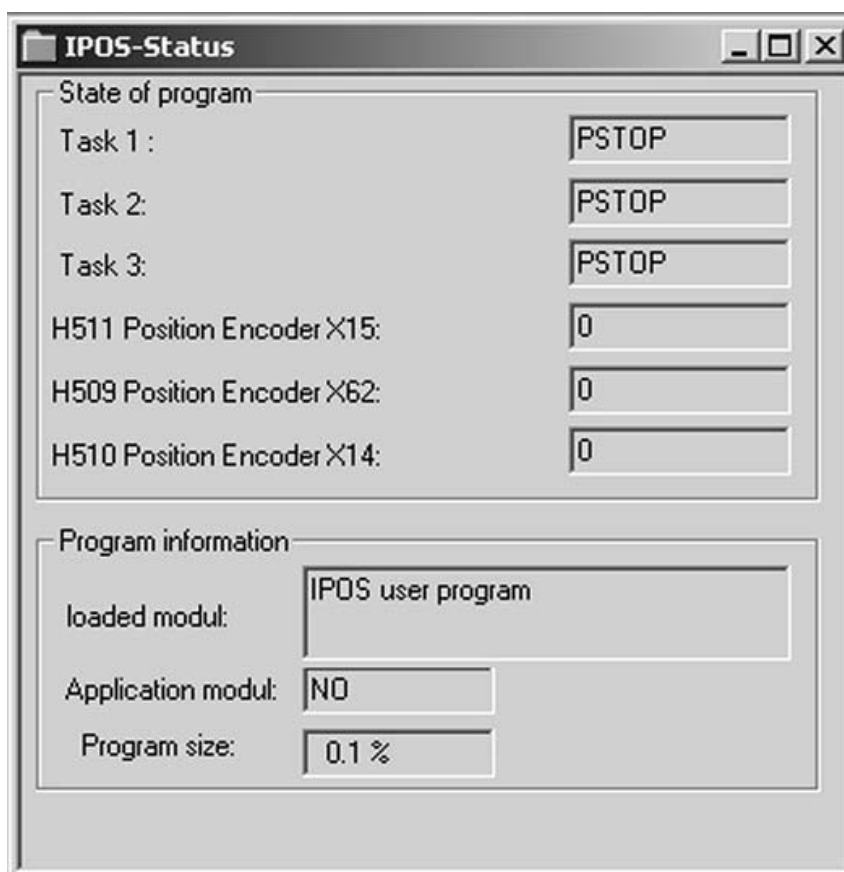 IPOS-Status
State of program
Task 1 : PSTOP
Task 2: PSTOP
Task 3: PSTOP
H511 Position Encoder X15: 0
H509 Position Encoder X62: 0
H510 Position Encoder X14: 0
Program information
loaded modul: IPOS user program
Application modul: NO
Program size: 0.1 %